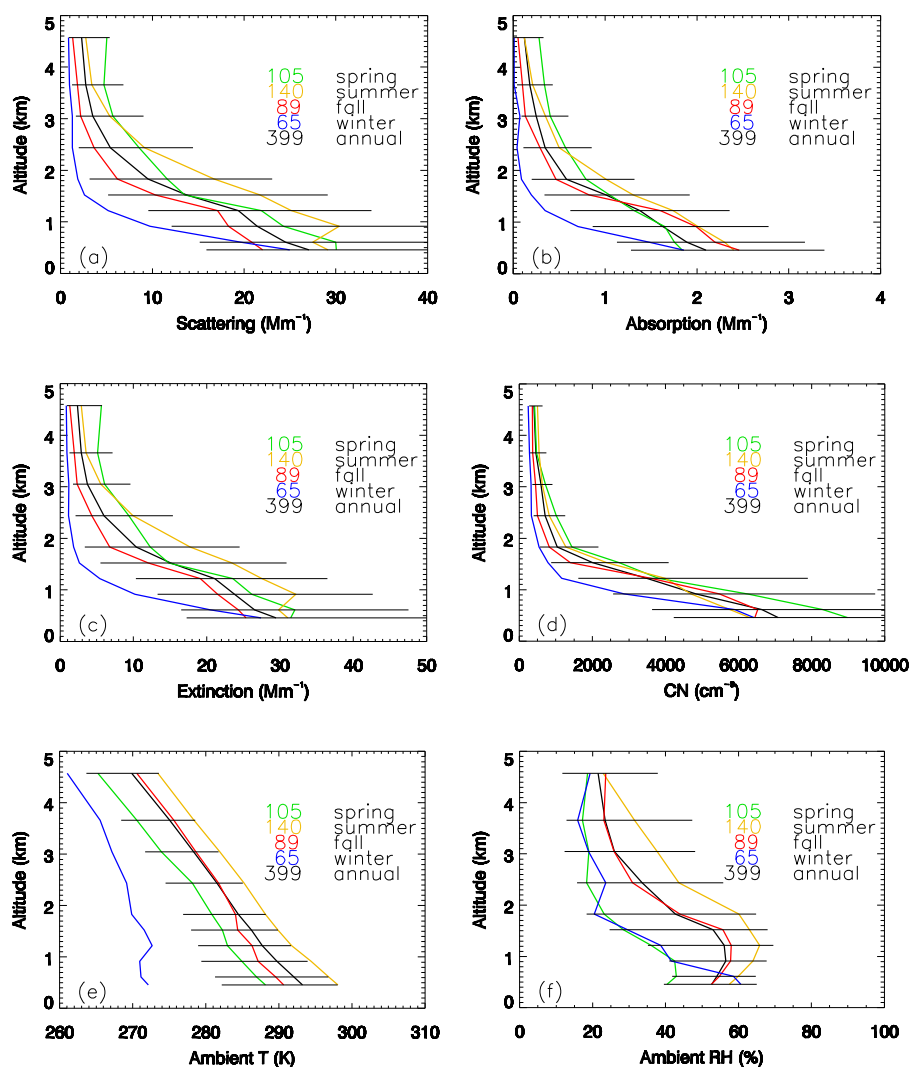 5
4
3
2
1
0
Altitude (km)
105 spring
140 summer
89 fall
65 winter
399 annual
(a)
0 10 20 30 40
Scattering (Mm⁻¹)
5
4
3
2
1
0
Altitude (km)
105 spring
140 summer
89 fall
65 winter
399 annual
(b)
0 1 2 3 4
Absorption (Mm⁻¹)
5
4
3
2
1
0
Altitude (km)
105 spring
140 summer
89 fall
65 winter
399 annual
(c)
0 10 20 30 40 50
Extinction (Mm⁻¹)
5
4
3
2
1
0
Altitude (km)
105 spring
140 summer
89 fall
65 winter
399 annual
(d)
0 2000 4000 6000 8000 10000
CN (cm⁻³)
5
4
3
2
1
0
Altitude (km)
105 spring
140 summer
89 fall
65 winter
399 annual
(e)
260 270 280 290 300 310
Ambient T (K)
5
4
3
2
1
0
Altitude (km)
105 spring
140 summer
89 fall
65 winter
399 annual
(f)
0 20 40 60 80 100
Ambient RH (%)